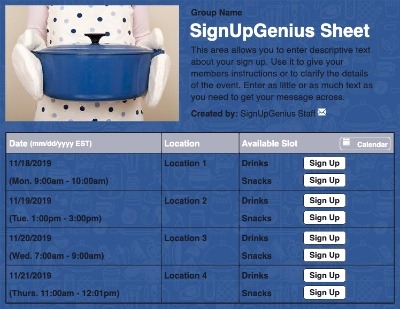 Group Name
SignUpGenius Sheet
This area allows you to enter descriptive text
about your sign up. Use it to give your
members instructions or to clarify the details
of the event. Enter as little or as much text as
you need to get your message across.
Created by: SignUpGenius Staff
Date (mm/dd/yyyy EST) Location Available Slot Calendar
11/18/2019 Location 1 Drinks Sign Up
(Mon. 9:00am - 10:00am) Snacks Sign Up
11/19/2019 Location 2 Drinks Sign Up
(Tue. 1:00pm - 3:00pm) Snacks Sign Up
11/20/2019 Location 3 Drinks Sign Up
(Wed. 7:00am - 9:00am) Snacks Sign Up
11/21/2019 Location 4 Drinks Sign Up
(Thurs. 11:00am - 12:01pm) Snacks Sign Up